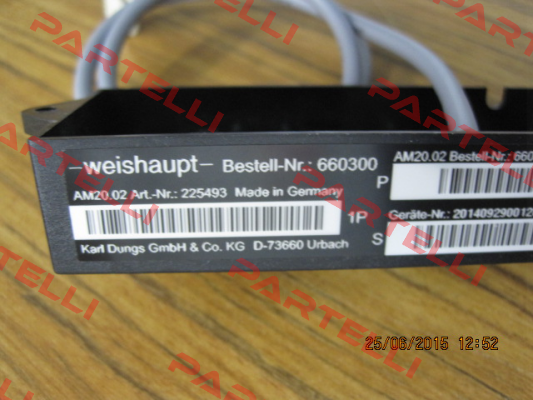 -weishaupt- Bestell-Nr.: 660300
AM20.02 Art.-Nr.: 225493 Made in Germany
1P
Karl Dungs GmbH & Co. KG D-73660 Urbach
AM20.02 Bestell-Nr.: 660
P
Geräte-Nr.: 201409290012
S
25/06/2015 12:52
PARTELLI
PARTELLI
PARTELLI
PARTELLI
PARTELLI
PARTELLI